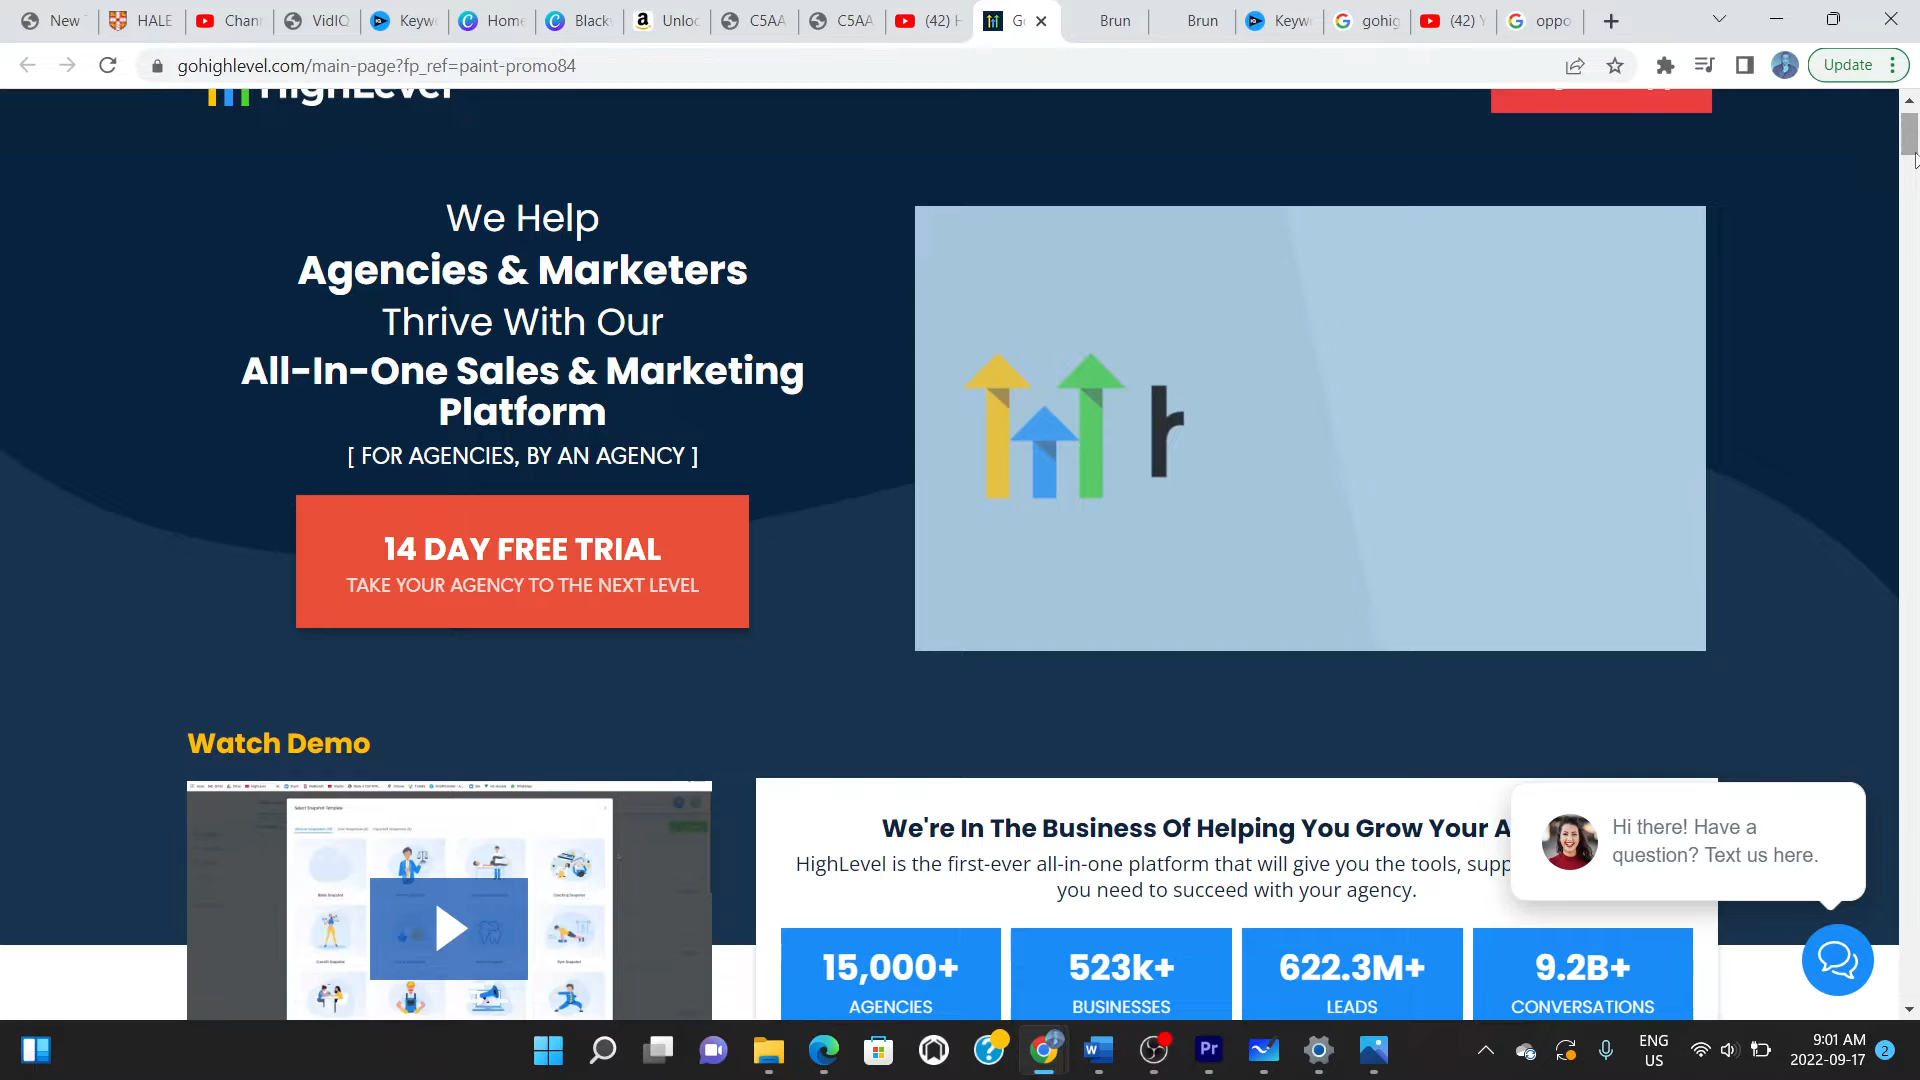 New
HALE
Chan
VidIQ
Keyw
Home
Black
Unloc
C5AA
C5AA
(42)
G
Brun
Brun
Keyw
gohig
(42)
oppo
gohighlevel.com/main-page?fp_ref=paint-promo84
Update
HighLevel
We Help
Agencies & Marketers
Thrive With Our
All-In-One Sales & Marketing
Platform
[ FOR AGENCIES, BY AN AGENCY ]
14 DAY FREE TRIAL
TAKE YOUR AGENCY TO THE NEXT LEVEL
Watch Demo
Select Snapshot Template
We're In The Business Of Helping You Grow Your A
HighLevel is the first-ever all-in-one platform that will give you the tools, supp
you need to succeed with your agency.
Hi there! Have a
question? Text us here.
15,000+
AGENCIES
523k+
BUSINESSES
622.3M+
LEADS
9.2B+
CONVERSATIONS
Pr
ENG
US
9:01 AM
2022-09-17
2